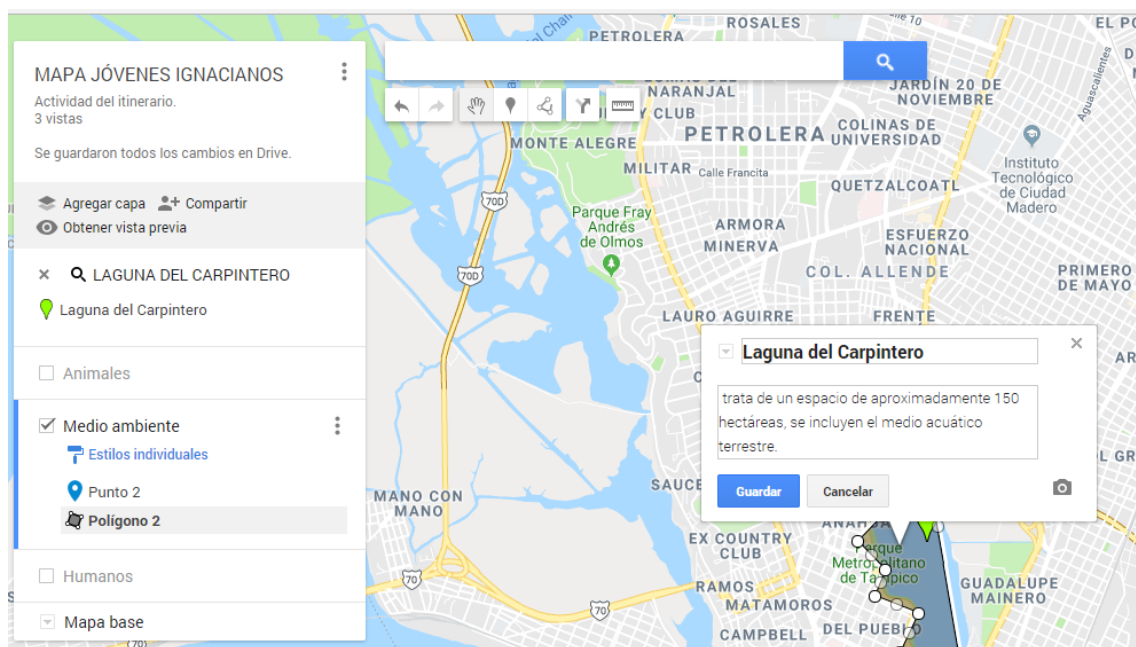 MAPA JÓVENES IGNACIANOS
Actividad del itinerario.
3 vistas
Se guardaron todos los cambios en Drive.
Agregar capa
Compartir
Obtener vista previa
LAGUNA DEL CARPINTERO
Laguna del Carpintero
Animales
Medio ambiente
Estilos individuales
Punto 2
Polígono 2
Humanos
Mapa base
ROSALES
PETROLERA
NARANJAL
JARDÍN 20 DE
NOVIEMBRE
Aguascalientes
MONTE ALEGRE
PETROLERA
COLINAS DE
UNIVERSIDAD
MILITAR
Calle Francita
Instituto
Tecnológico
de Ciudad
Madero
QUETZALCOATL
70D
Parque Fray
Andrés
de Olmos
ARMORA
MINERVA
ESFUERZO
NACIONAL
70D
COL. ALLENDE
PRIMERO
DE MAYO
LAURO AGUIRRE
FRENTE
Laguna del Carpintero
trata de un espacio de aproximadamente 150
hectáreas, se incluyen el medio acuático
terrestre.
Guardar
Cancelar
MANO CON
MANO
EX COUNTRY
CLUB
Parque
Metropolitano
de Tampico
70
RAMOS
GUADALUPE
MAINERO
70
MATAMOROS
CAMPBELL
DEL PUEBLO
(70)